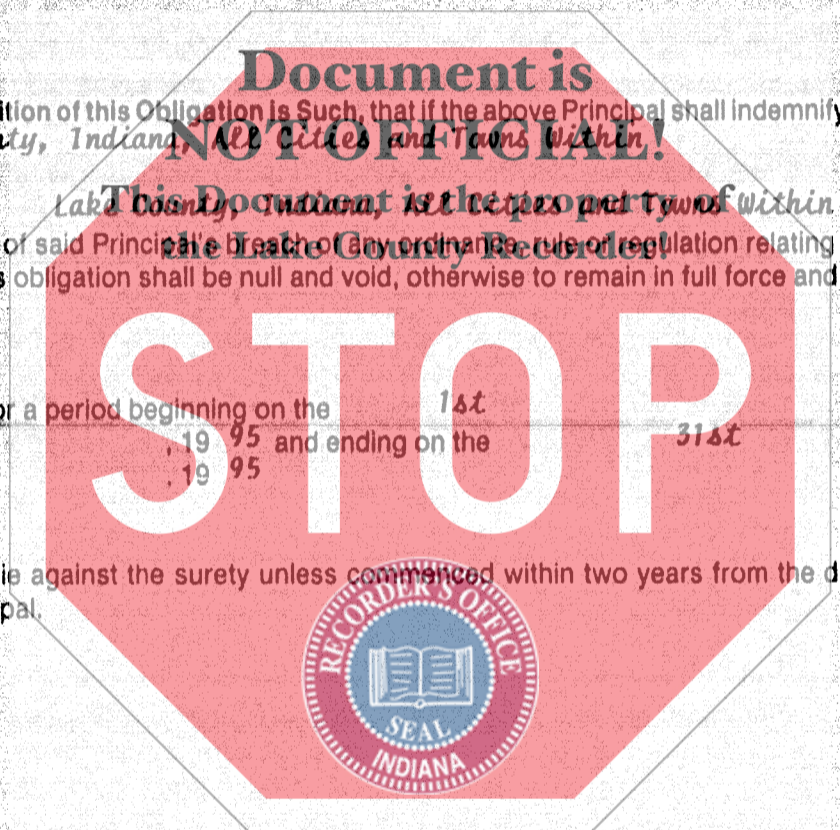 Document is
ition of this Obligation is Such, that if the above Principal shall indemnify
ty, Indiana, All Cities and Towns Within
NOT OFFICIAL!
This Document is the property of
Lake County, Indiana, All Cities and Towns Within
of said Principal's breach of any ordinance, rule or regulation relating
the Lake County Recorder!
s obligation shall be null and void, otherwise to remain in full force and
STOP
or a period beginning on the 1st
, 19 95 and ending on the 31st
, 19 95
ie against the surety unless commenced within two years from the d
pal.
RECORDER'S OFFICE
SEAL
INDIANA